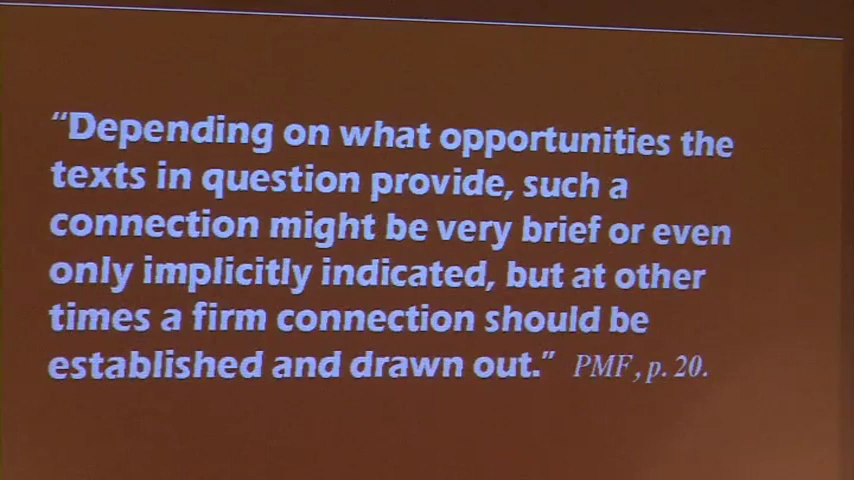 “Depending on what opportunities the
texts in question provide, such a
connection might be very brief or even
only implicitly indicated, but at other
times a firm connection should be
established and drawn out.” PMF, p. 20.